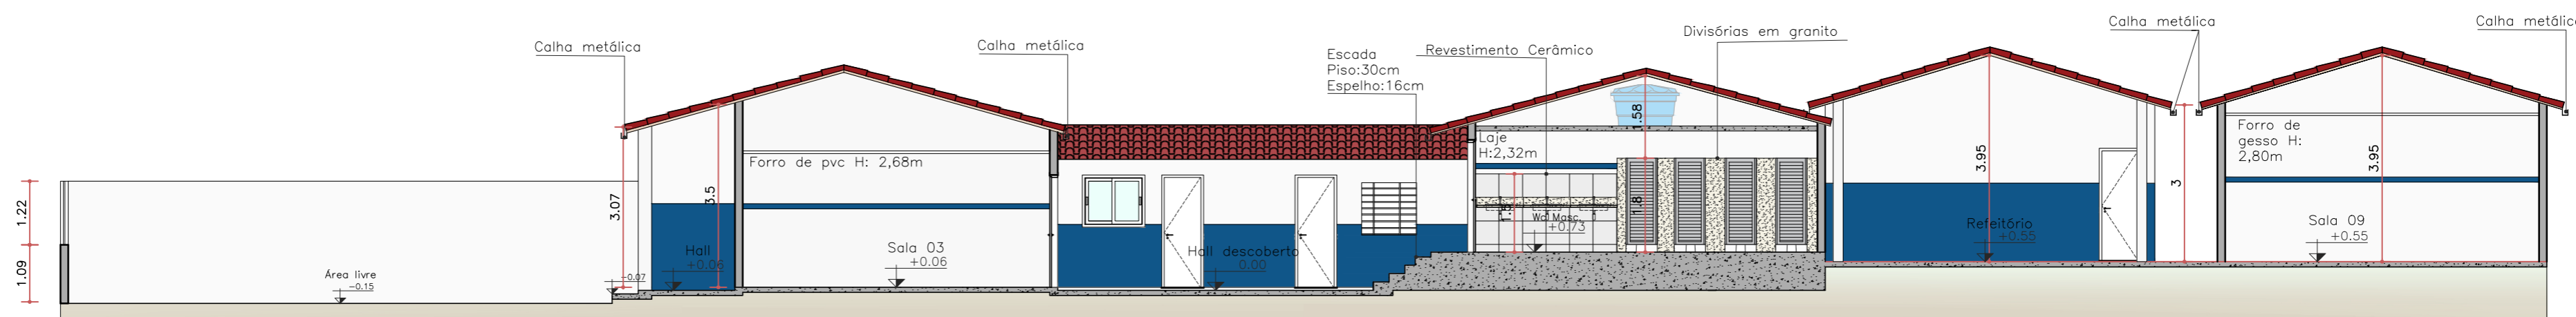 Calha metálica
Calha metálica
Escada
Piso:30cm
Espelho:16cm
Revestimento Cerâmico
Divisórias em granito
Calha metálica
Calha metálica
1.22
1.09
Área livre
-0.15
-0.07
3.07
Hall
+0.06
3.5
Forro de pvc H: 2,68m
Sala 03
+0.06
Hall descoberto
0.00
Laje
H:2,32m
1.58
1.8
Wc Masc.
+0.73
3.95
Refeitório
+0.55
3
Forro de
gesso H:
2,80m
3.95
Sala 09
+0.55